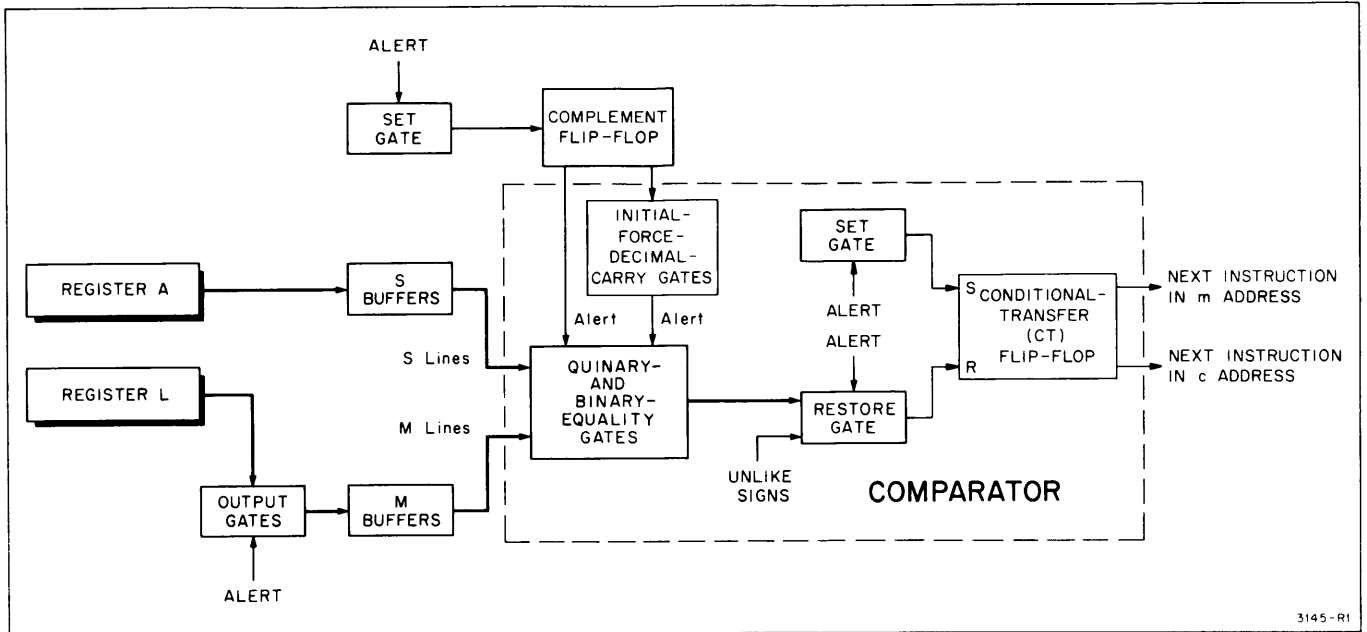 ALERT
SET
GATE
COMPLEMENT
FLIP-FLOP
INITIAL-
FORCE-
DECIMAL-
CARRY GATES
SET
GATE
REGISTER A
S
BUFFERS
S CONDITIONAL-
TRANSFER
(CT)
FLIP-FLOP
R
NEXT INSTRUCTION
IN m ADDRESS
ALERT
ALERT
Alert
Alert
S Lines
REGISTER L
QUINARY-
AND
BINARY-
EQUALITY
GATES
NEXT INSTRUCTION
IN c ADDRESS
M Lines
RESTORE
GATE
UNLIKE
SIGNS
COMPARATOR
OUTPUT
GATES
M
BUFFERS
ALERT
3145-R1